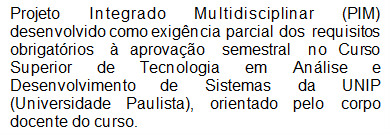 Projeto Integrado Multidisciplinar (PIM)
desenvolvido como exigência parcial dos requisitos
obrigatórios à aprovação semestral no Curso
Superior de Tecnologia em Análise e
Desenvolvimento de Sistemas da UNIP
(Universidade Paulista), orientado pelo corpo
docente do curso.